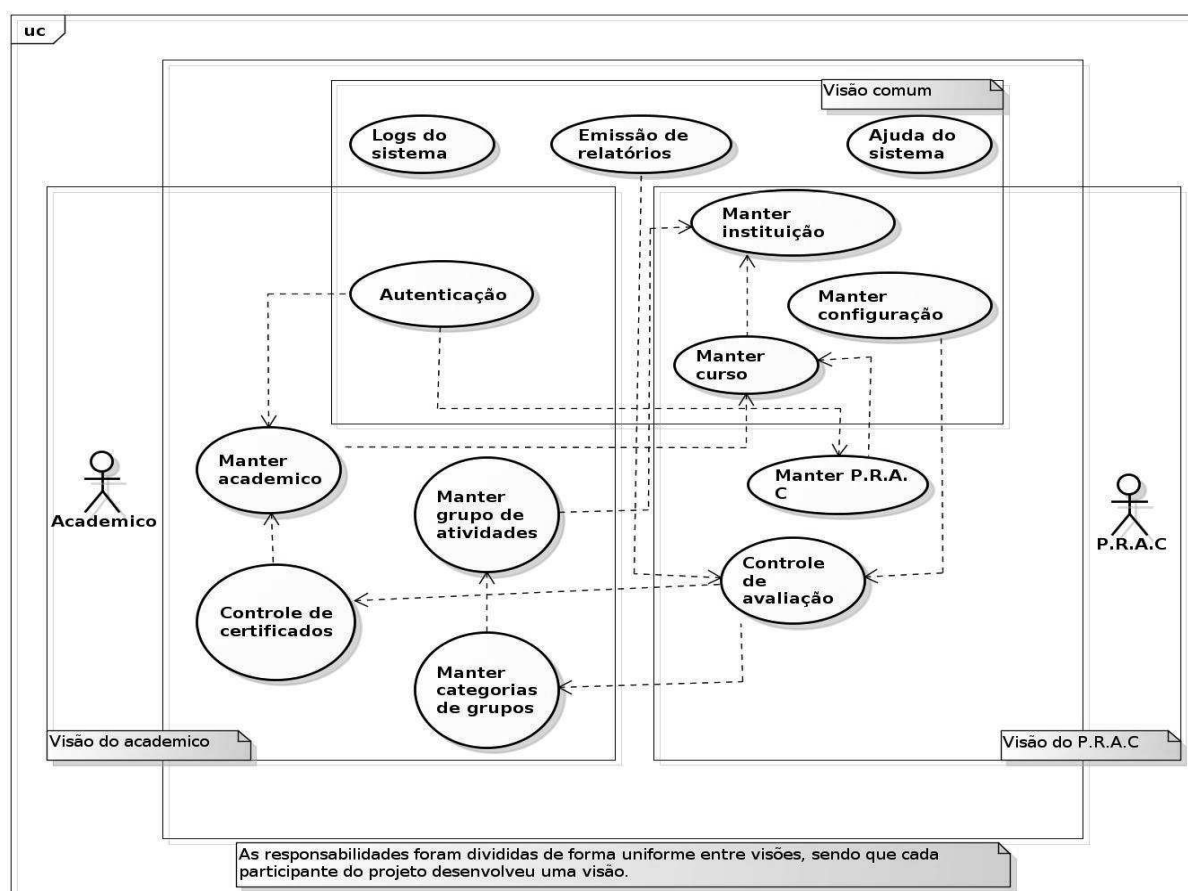 uc
Visão comum
Logs do
sistema
Emissão de
relatórios
Ajuda do
sistema
Manter
instituição
Autenticação
Manter
configuração
Manter
curso
Manter
academico
Manter
grupo de
atividades
Manter P.R.A.
C
Academico
P.R.A.C
Controle
de
avaliação
Controle de
certificados
Manter
categorias
de grupos
Visão do academico
Visão do P.R.A.C
As responsabilidades foram divididas de forma uniforme entre visões, sendo que cada
participante do projeto desenvolveu uma visão.